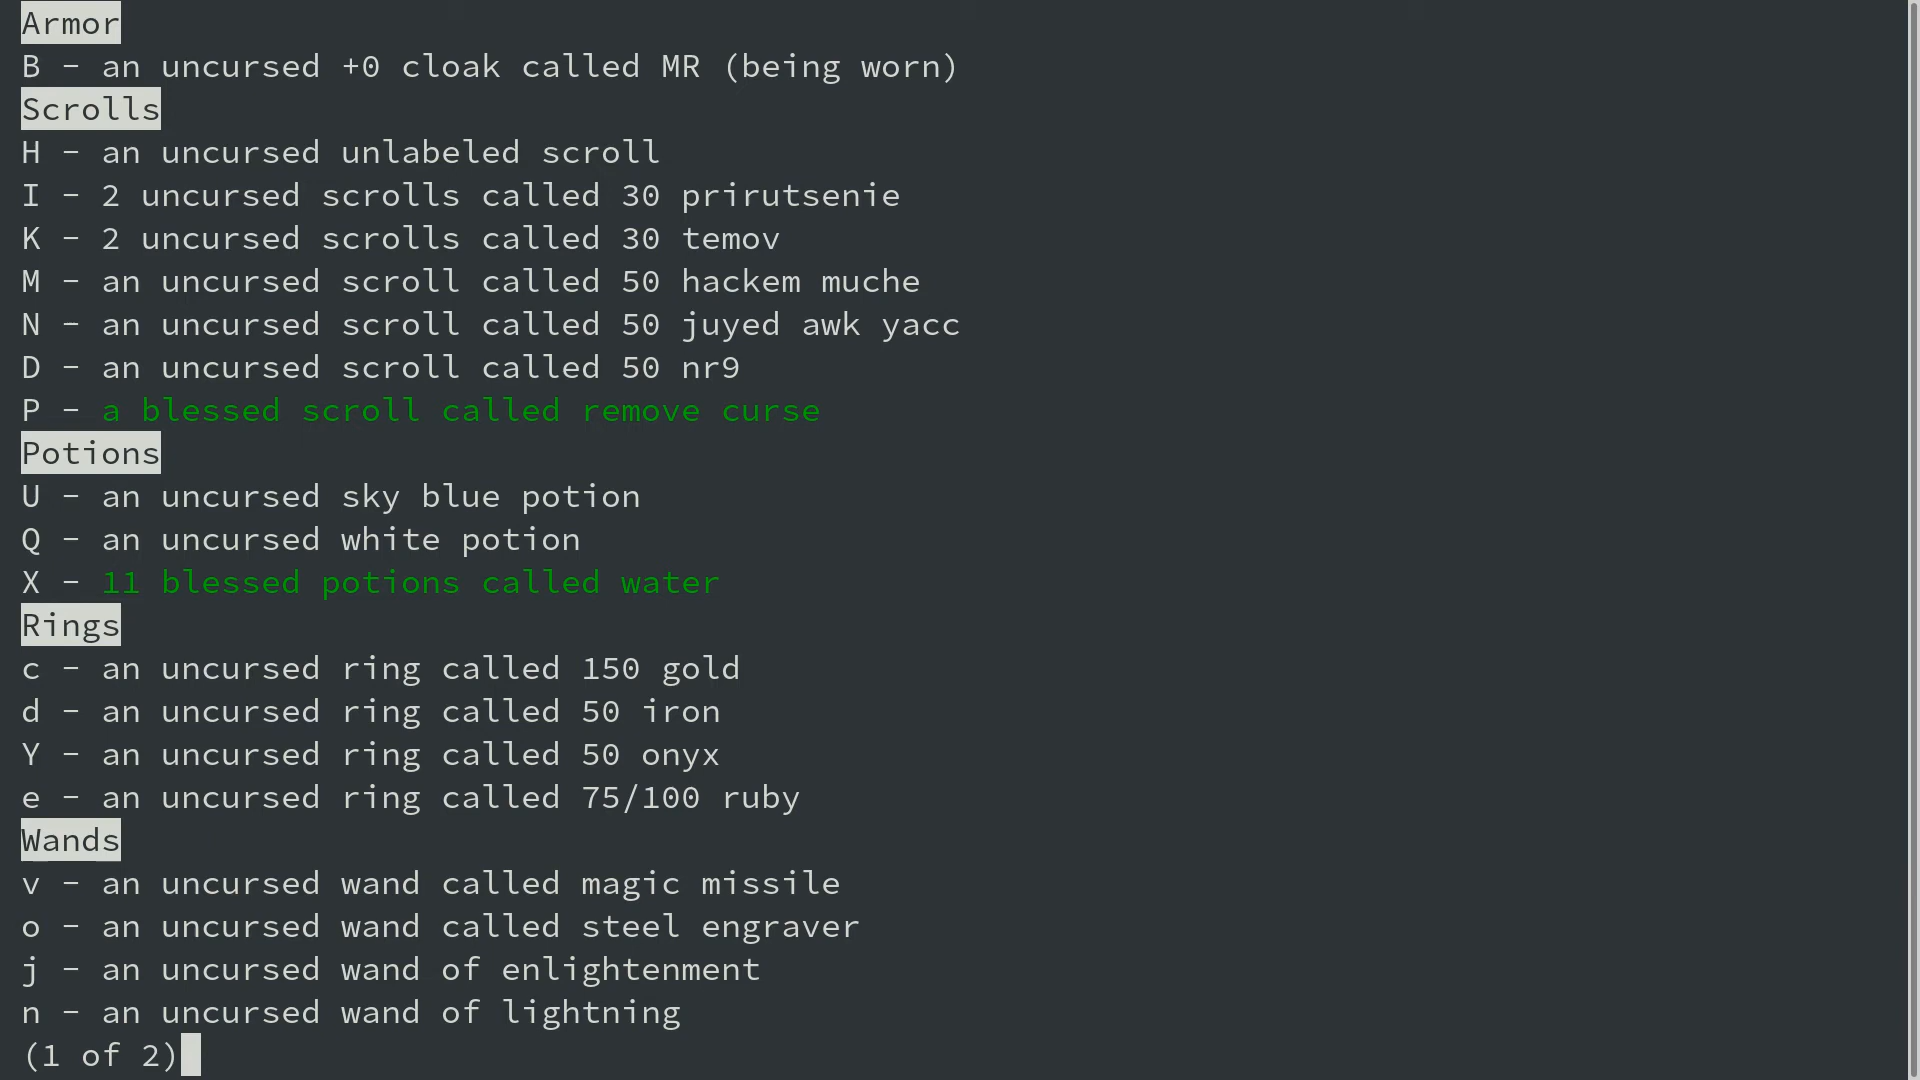 Armor
B - an uncursed +0 cloak called MR (being worn)
Scrolls
H - an uncursed unlabeled scroll
I - 2 uncursed scrolls called 30 prirutsenie
K - 2 uncursed scrolls called 30 temov
M - an uncursed scroll called 50 hackem muche
N - an uncursed scroll called 50 juyed awk yacc
D - an uncursed scroll called 50 nr9
P - a blessed scroll called remove curse
Potions
U - an uncursed sky blue potion
Q - an uncursed white potion
X - 11 blessed potions called water
Rings
c - an uncursed ring called 150 gold
d - an uncursed ring called 50 iron
Y - an uncursed ring called 50 onyx
e - an uncursed ring called 75/100 ruby
Wands
v - an uncursed wand called magic missile
o - an uncursed wand called steel engraver
j - an uncursed wand of enlightenment
n - an uncursed wand of lightning
(1 of 2)